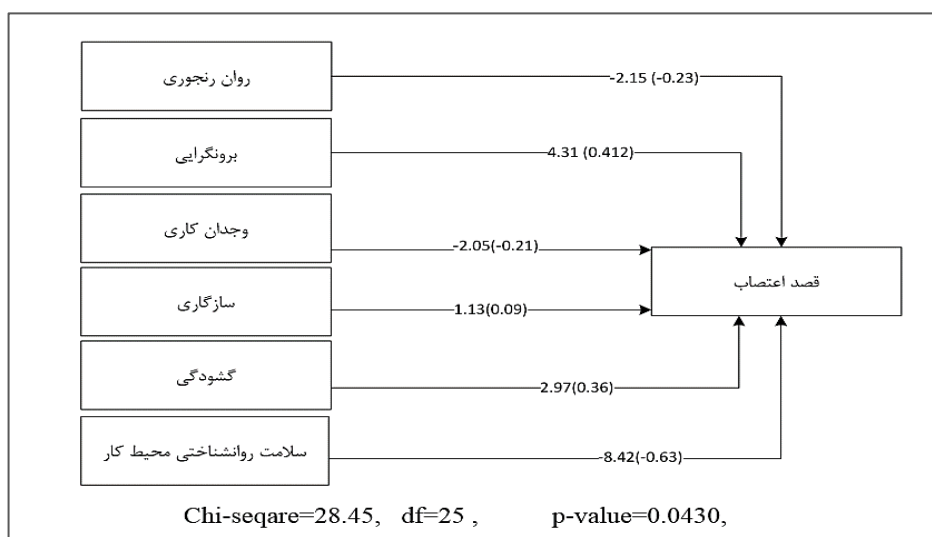 روان رنجوری
-2.15 (-0.23)
برونگرایی
4.31 (0.412)
وجدان کاری
-2.05(-0.21)
قصد اعتصاب
سازگاری
1.13(0.09)
گشودگی
2.97(0.36)
سلامت روانشناختی محیط کار
-8.42(-0.63)
Chi-seqare=28.45, df=25 , p-value=0.0430,